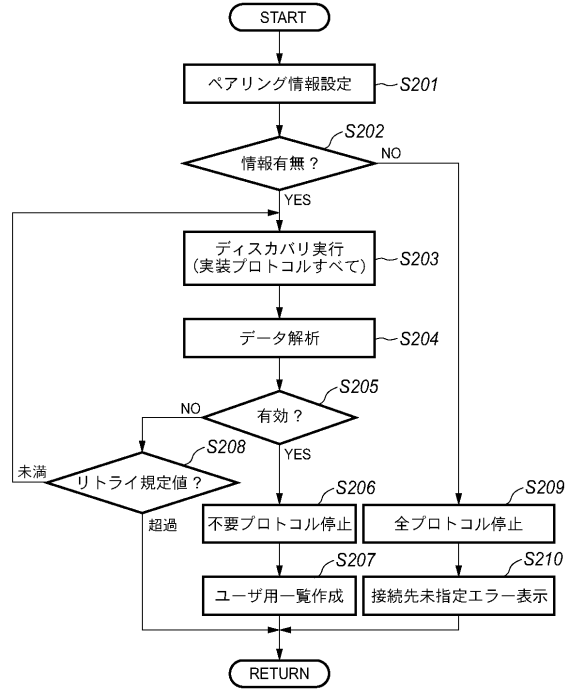 START
ペアリング情報設定
S201
S202
情報有無？
NO
YES
ディスカバリ実行
(実装プロトコルすべて)
S203
データ解析
S204
S205
有効？
NO
YES
S208
リトライ規定値？
未満
超過
S206
不要プロトコル停止
S209
全プロトコル停止
S207
ユーザ用一覧作成
S210
接続先未指定エラー表示
RETURN